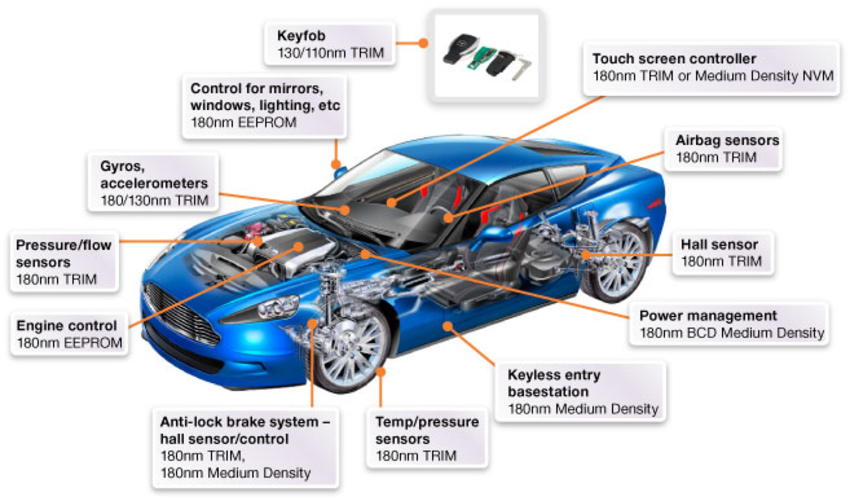 Keyfob
130/110nm TRIM
Touch screen controller
180nm TRIM or Medium Density NVM
Control for mirrors,
windows, lighting, etc
180nm EEPROM
Airbag sensors
180nm TRIM
Gyros,
accelerometers
180/130nm TRIM
Pressure/flow
sensors
180nm TRIM
Hall sensor
180nm TRIM
Engine control
180nm EEPROM
Power management
180nm BCD Medium Density
Keyless entry
basestation
180nm Medium Density
Anti-lock brake system –
hall sensor/control
180nm TRIM,
180nm Medium Density
Temp/pressure
sensors
180nm TRIM